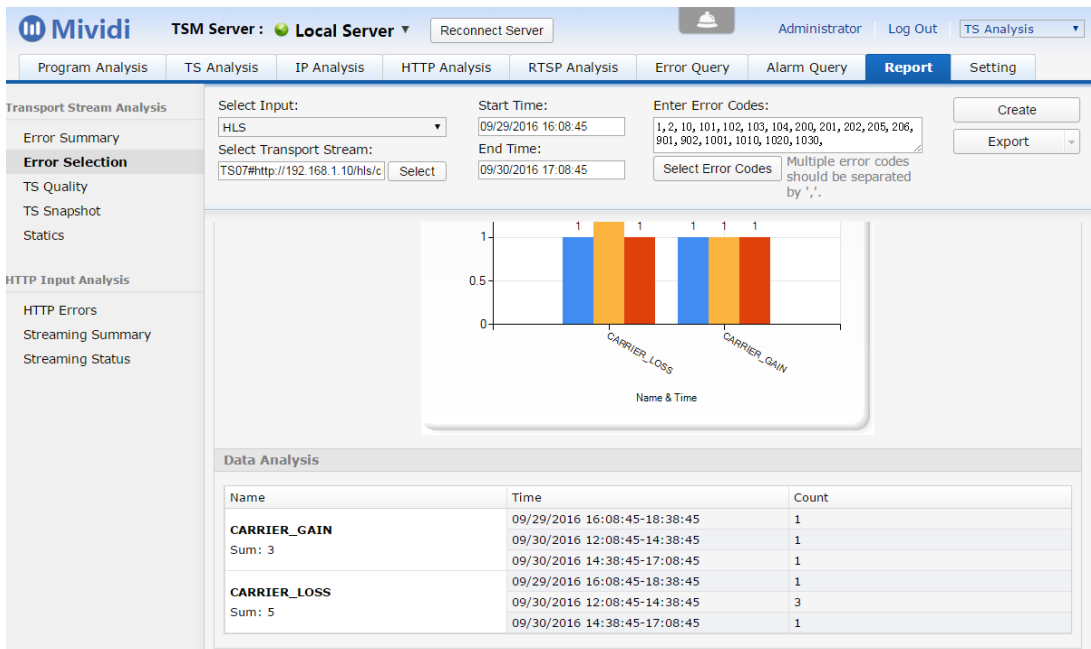 Mividi
TSM Server : Local Server ▼ Reconnect Server Administrator Log Out TS Analysis
Program Analysis TS Analysis IP Analysis HTTP Analysis RTSP Analysis Error Query Alarm Query Report Setting
Transport Stream Analysis
Error Summary
Error Selection
TS Quality
TS Snapshot
Statics
HTTP Input Analysis
HTTP Errors
Streaming Summary
Streaming Status
Select Input:
HLS
Select Transport Stream:
TS07#http://192.168.1.10/hls/c Select
Start Time:
09/29/2016 16:08:45
End Time:
09/30/2016 17:08:45
Enter Error Codes:
1, 2, 10, 101, 102, 103, 104, 200, 201, 202, 205, 206,
901, 902, 1001, 1010, 1020, 1030,
Select Error Codes
Multiple error codes
should be separated
by ','.
Create
Export
1 1 1 1 1
1
0.5
0
CARRIER_LOSS CARRIER_GAIN
Name & Time
Data Analysis
Name Time Count
CARRIER_GAIN
Sum: 3
09/29/2016 16:08:45-18:38:45 1
09/30/2016 12:08:45-14:38:45 1
09/30/2016 14:38:45-17:08:45 1
CARRIER_LOSS
Sum: 5
09/29/2016 16:08:45-18:38:45 1
09/30/2016 12:08:45-14:38:45 3
09/30/2016 14:38:45-17:08:45 1